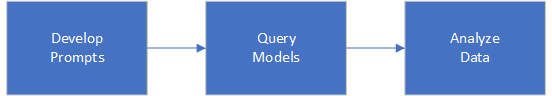 Develop
Prompts
Query
Models
Analyze
Data